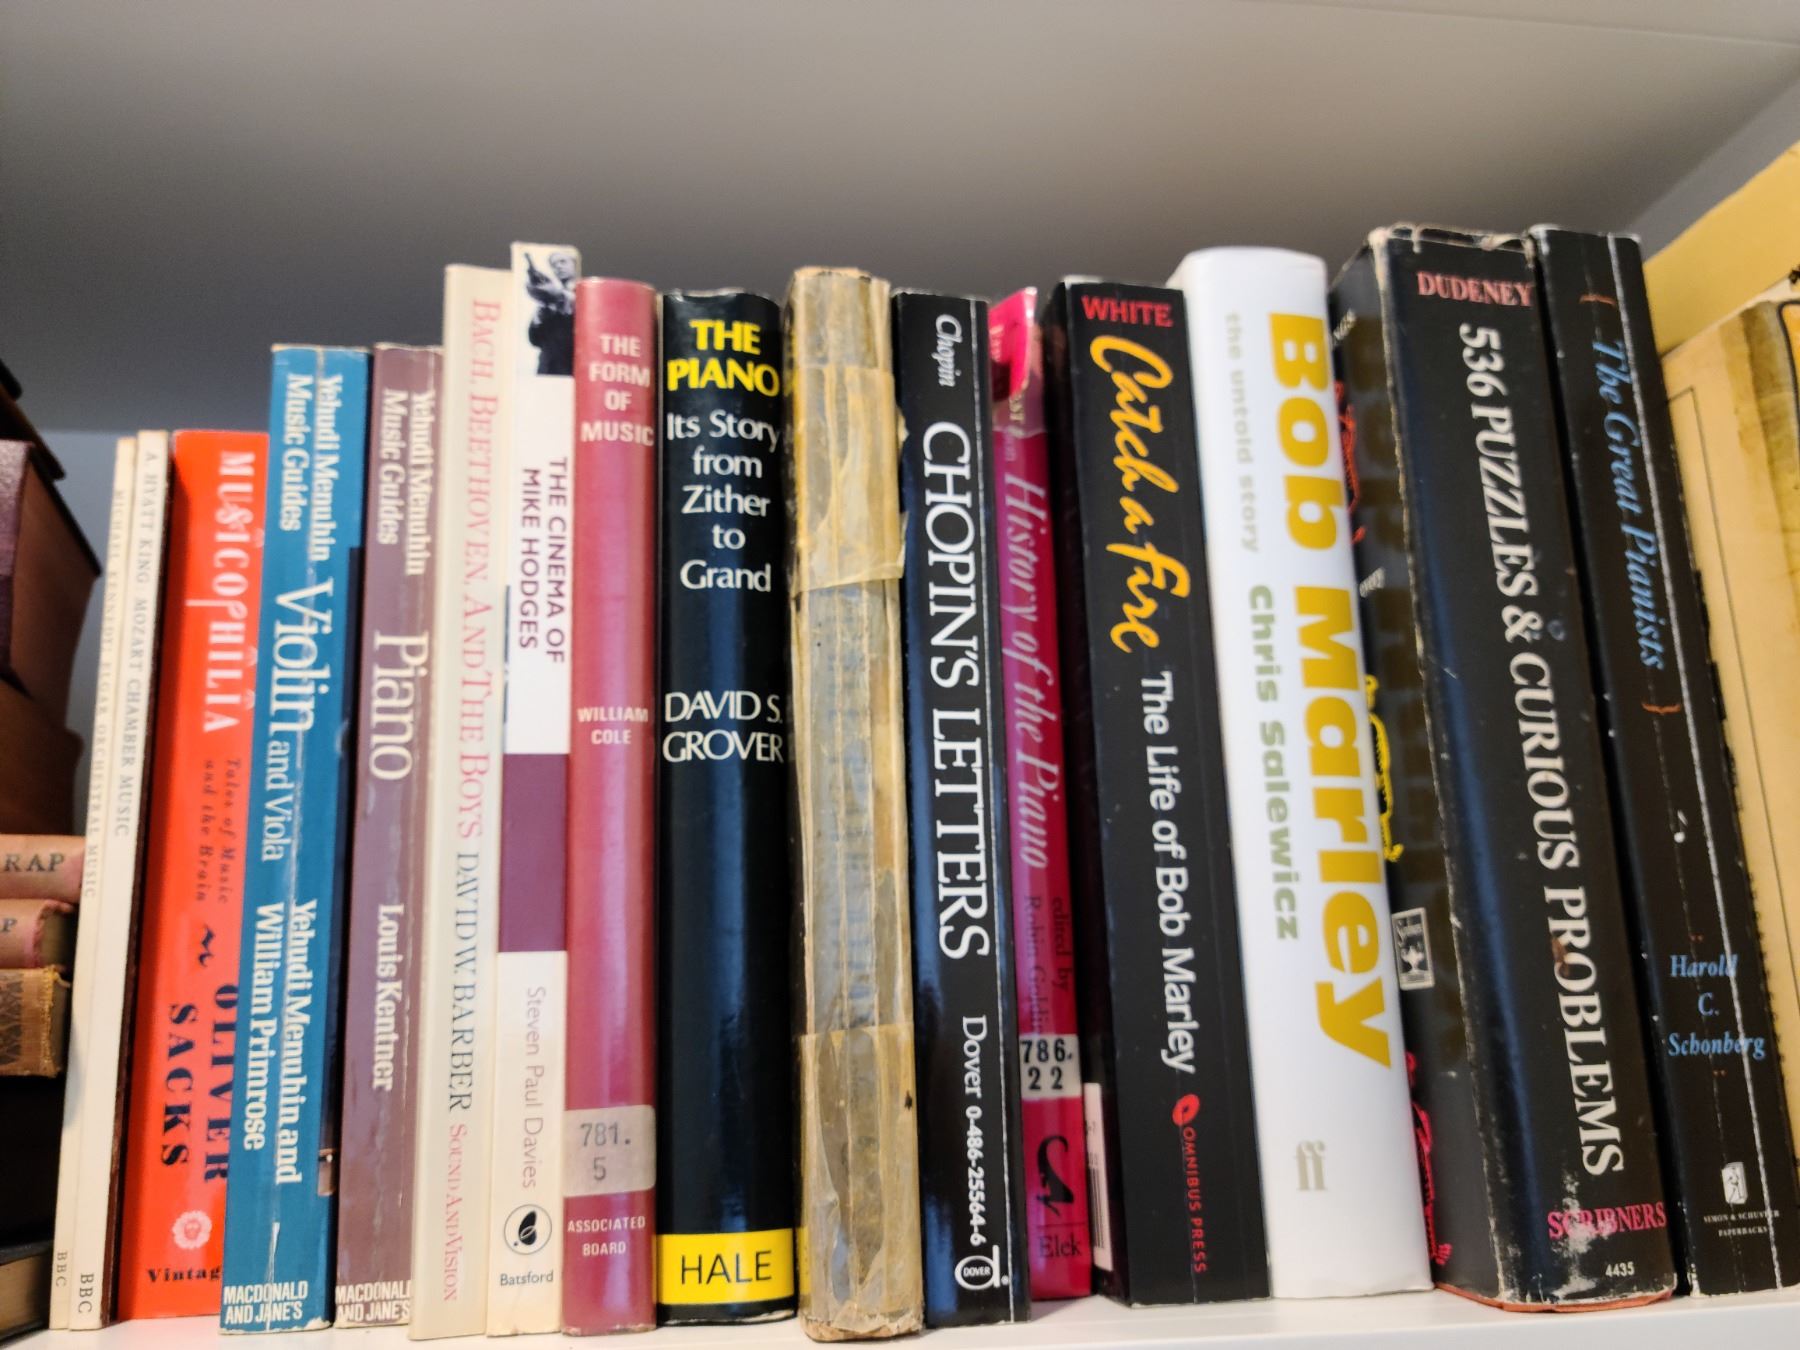 RAP
P
MICHAEL KENNEDY ELGAR ORCHESTRAL MUSIC
BBC
A. HYATT KING MOZART CHAMBER MUSIC
BBC
MUSICOPHILIA
Tales of Music
and the Brain
OLIVER
SACKS
Vintag
Yehudi Menuhin
Music Guides
Violin and Viola
Yehudi Menuhin and
William Primrose
MACDONALD
AND JANE'S
Yehudi Menuhin
Music Guides
Piano
Louis Kentner
MACDONALD
AND JANE'S
BACH, BEETHOVEN, AND THE BOYS DAVID W. BARBER SOUND AND VISION
THE CINEMA OF
MIKE HODGES
Steven Paul Davies
Batsford
THE
FORM
OF
MUSIC
WILLIAM
COLE
781.
5
ASSOCIATED
BOARD
THE
PIANO
Its Story
from
Zither
to
Grand
DAVID S.
GROVER
HALE
Chopin CHOPIN'S LETTERS Dover 0-486-25564-6
DOVER
History of the Piano
edited by
Robin
786.
22
Elek
WHITE
Catch a Fire The Life of Bob Marley
OMNIBUS PRESS
Bob Marley
the untold story Chris Salewicz
ff
DUDENEY
536 PUZZLES & CURIOUS PROBLEMS
SCRIBNERS
4435
{ The Great Pianists }
Harold
C.
Schonberg
SIMON & SCHUSTER
PAPERBACKS